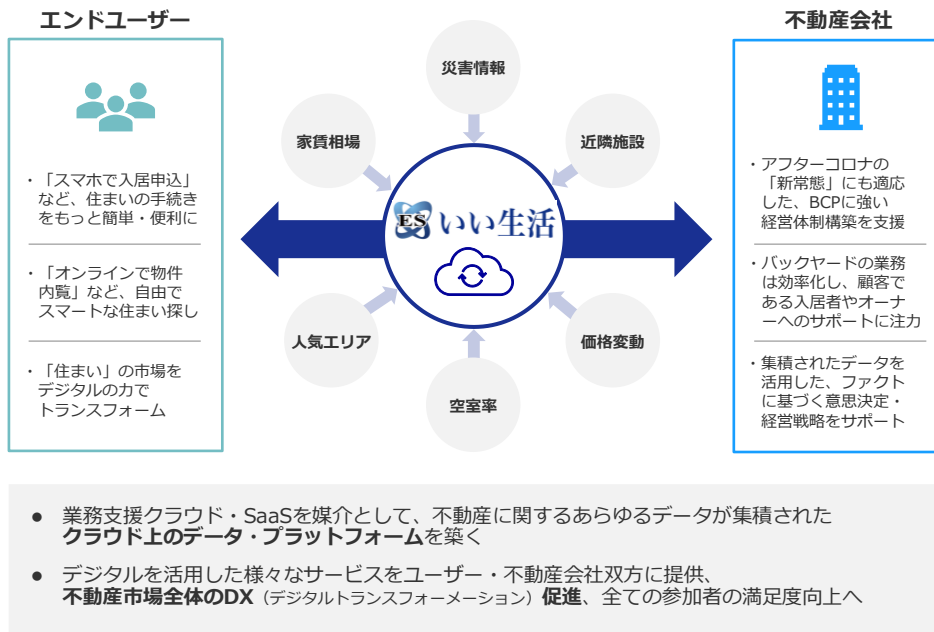 エンドユーザー
・「スマホで入居申込」
など、住まいの手続き
をもっと簡単・便利に
・「オンラインで物件
内覧」など、自由で
スマートな住まい探し
・「住まい」の市場を
デジタルの力で
トランスフォーム
災害情報
家賃相場
近隣施設
ES いい生活
人気エリア
価格変動
空室率
不動産会社
・アフターコロナの
「新常態」にも適応
した、BCPに強い
経営体制構築を支援
・バックヤードの業務
は効率化し、顧客で
ある入居者やオーナ
ーへのサポートに注力
・集積されたデータを
活用した、ファクト
に基づく意思決定・
経営戦略をサポート
● 業務支援クラウド・SaaSを媒介として、不動産に関するあらゆるデータが集積された
クラウド上のデータ・プラットフォームを築く
● デジタルを活用した様々なサービスをユーザー・不動産会社双方に提供、
不動産市場全体のDX（デジタルトランスフォーメーション）促進、全ての参加者の満足度向上へ